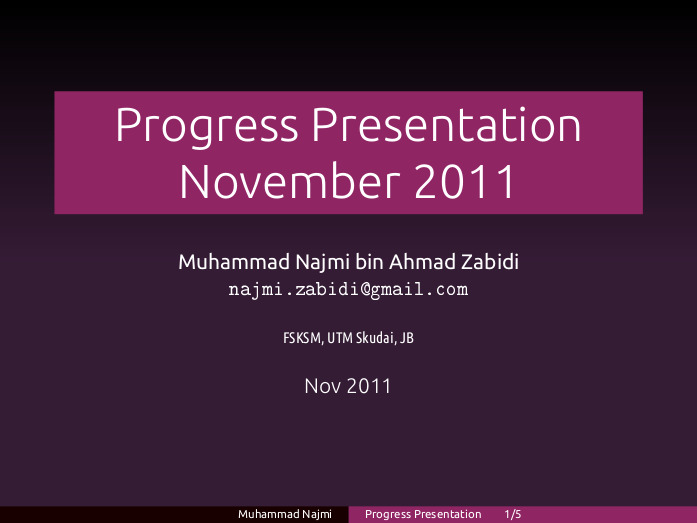 Progress Presentation
November 2011
Muhammad Najmi bin Ahmad Zabidi
najmi.zabidi@gmail.com
FSKSM, UTM Skudai, JB
Nov 2011
Muhammad Najmi Progress Presentation 1/5